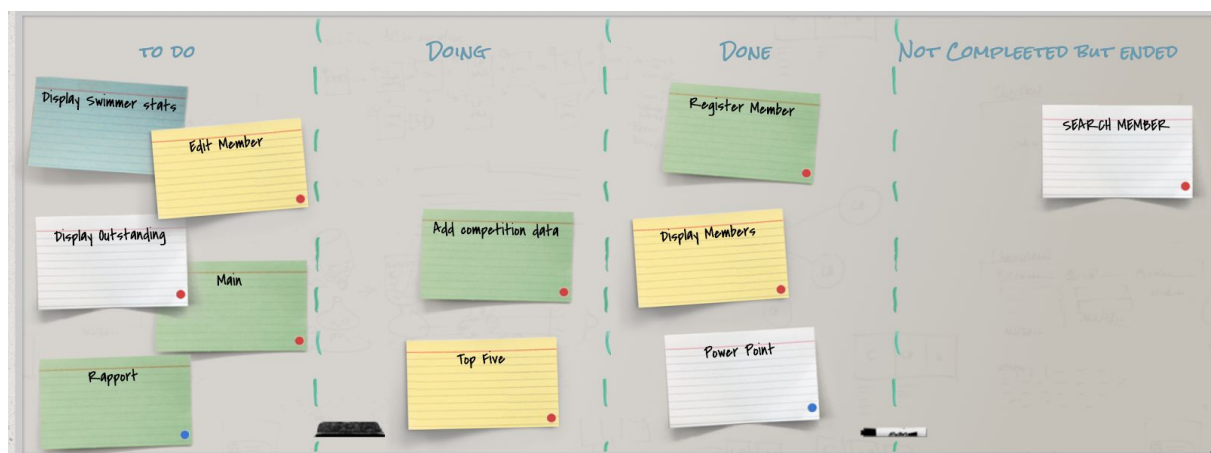 TO DO
DOING
DONE
NOT COMPLEETED BUT ENDED
Display Swimmer stats
Edit Member
Display Outstanding
Main
Rapport
Add competition data
Top Five
Register Member
Display Members
Power Point
SEARCH MEMBER